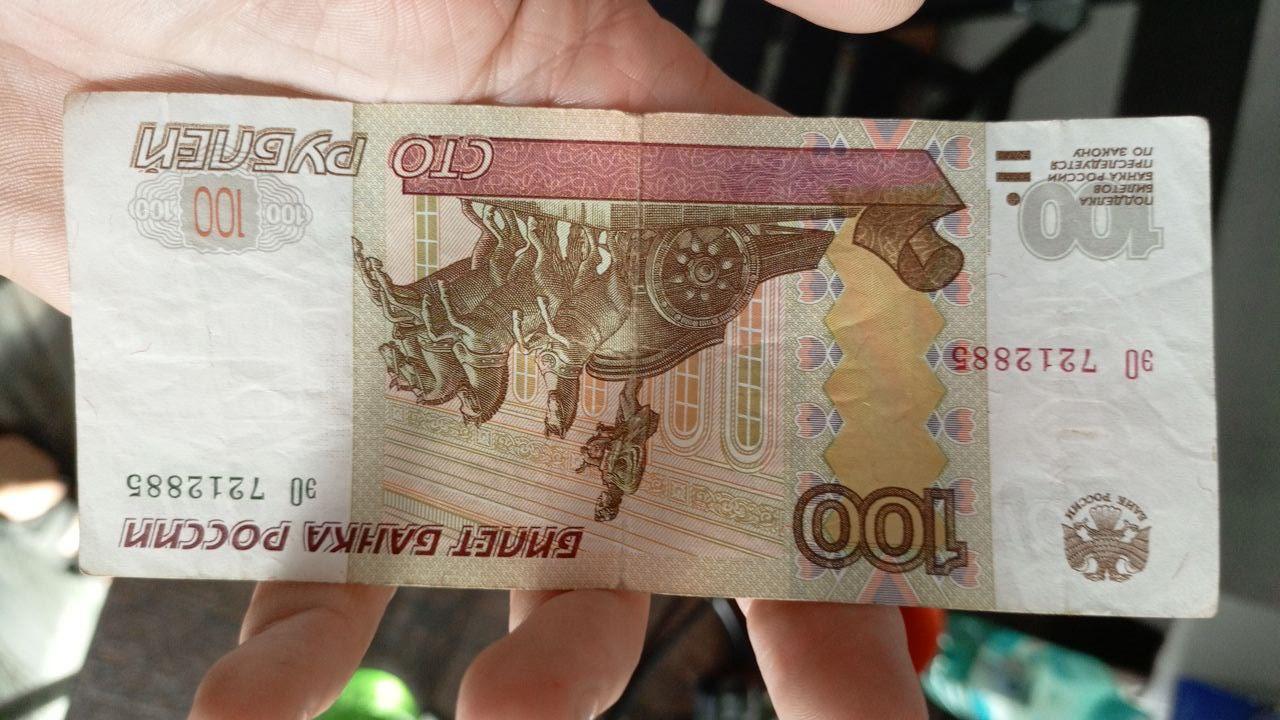 БАНК РОССИИ
100
БИЛЕТ БАНКА РОССИИ
эО 7212885
эО 7212885
100
ПОДДЕЛКА
БИЛЕТОВ
БАНКА РОССИИ
ПРЕСЛЕДУЕТСЯ
ПО ЗАКОНУ
100 100 100
СТО РУБЛЕЙ